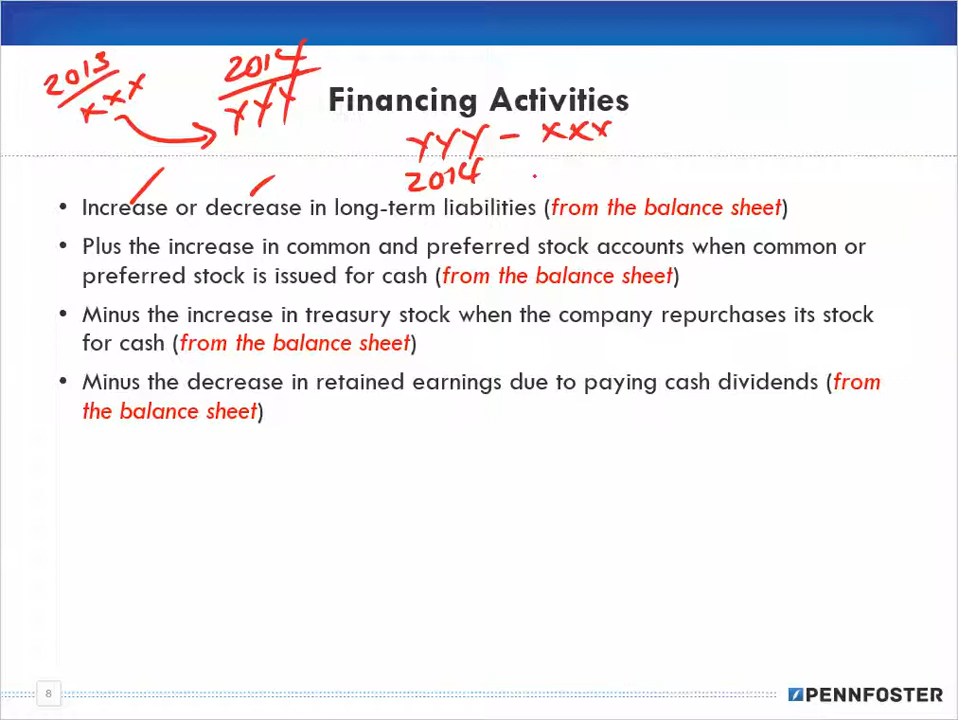 2013
XXX
2014
YYY
Financing Activities
YYY - XXX
2014
• Increase or decrease in long-term liabilities (from the balance sheet)
• Plus the increase in common and preferred stock accounts when common or
preferred stock is issued for cash (from the balance sheet)
• Minus the increase in treasury stock when the company repurchases its stock
for cash (from the balance sheet)
• Minus the decrease in retained earnings due to paying cash dividends (from
the balance sheet)
8
PENNFOSTER